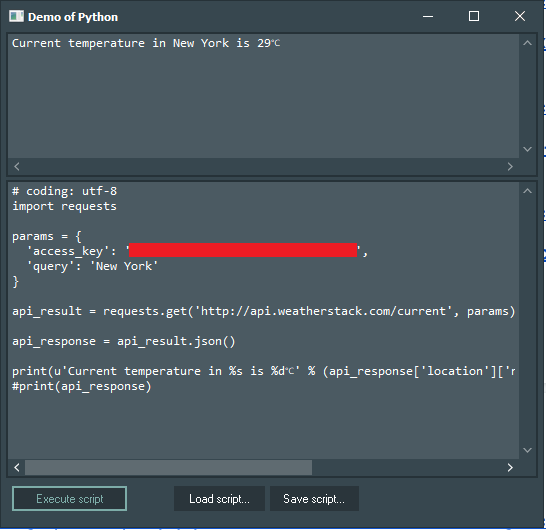 Demo of Python
Current temperature in New York is 29℃
# coding: utf-8
import requests
params = {
  'access_key': '                ',
  'query': 'New York'
}
api_result = requests.get('http://api.weatherstack.com/current', params)
api_response = api_result.json()
print(u'Current temperature in %s is %d℃' % (api_response['location']['n
#print(api_response)
Execute script
Load script...
Save script...